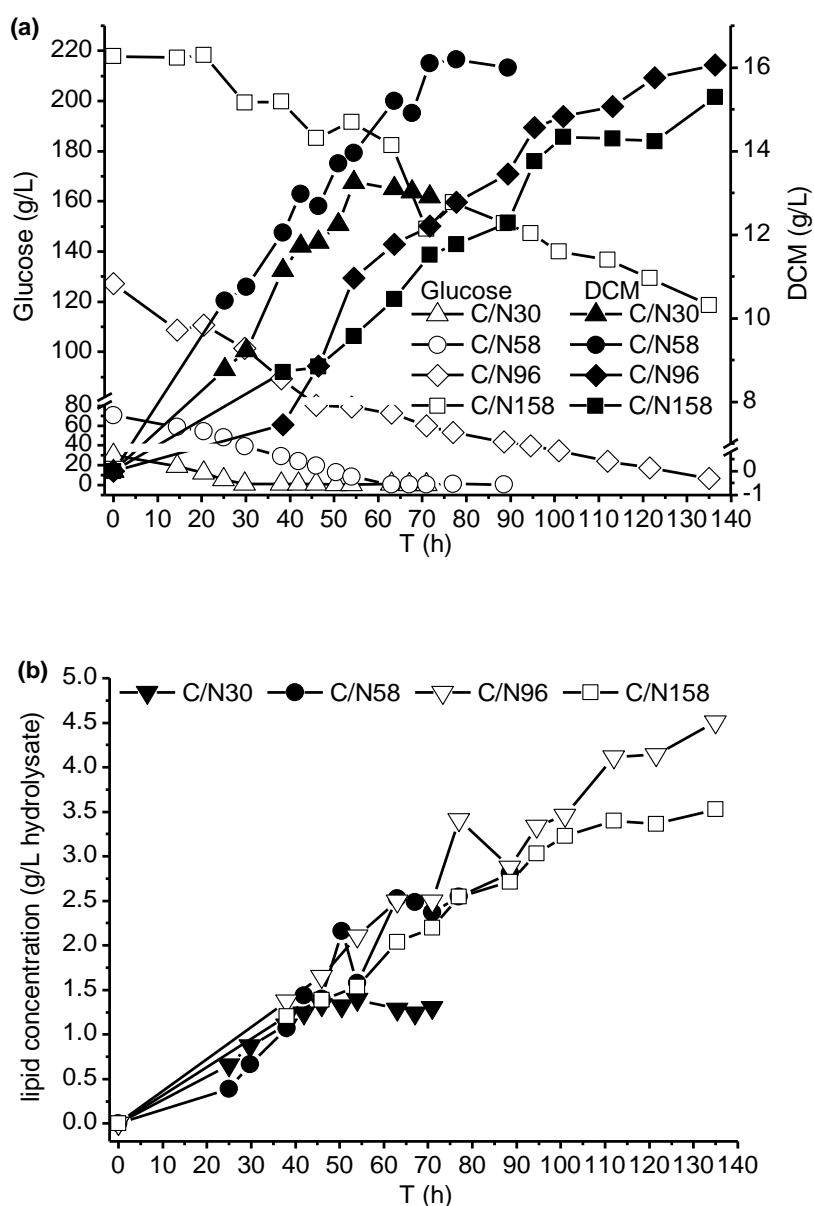 (a)
Glucose (g/L)
220
200
180
160
140
120
100
80
60
40
20
0
DCM (g/L)
16
14
12
10
8
0
-1
Glucose DCM
C/N30 C/N30
C/N58 C/N58
C/N96 C/N96
C/N158 C/N158
0 10 20 30 40 50 60 70 80 90 100 110 120 130 140
T (h)
(b)
lipid concentration (g/L hydrolysate)
5.0
4.5
4.0
3.5
3.0
2.5
2.0
1.5
1.0
0.5
0.0
C/N30 C/N58 C/N96 C/N158
0 10 20 30 40 50 60 70 80 90 100 110 120 130 140
T (h)